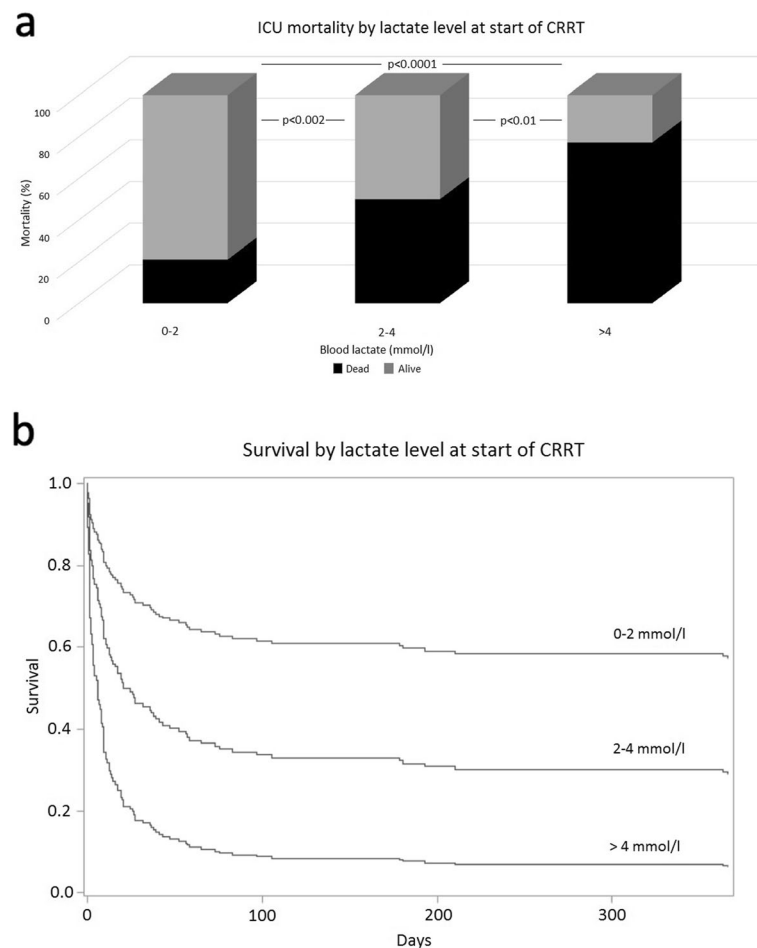 a
ICU mortality by lactate level at start of CRRT
p<0.0001
p<0.002
p<0.01
100
80
60
40
20
0
Mortality (%)
0-2
2-4
>4
Blood lactate (mmol/l)
Dead
Alive
b
Survival by lactate level at start of CRRT
1.0
0.8
0.6
0.4
0.2
0.0
Survival
0-2 mmol/l
2-4 mmol/l
> 4 mmol/l
0
100
200
300
Days